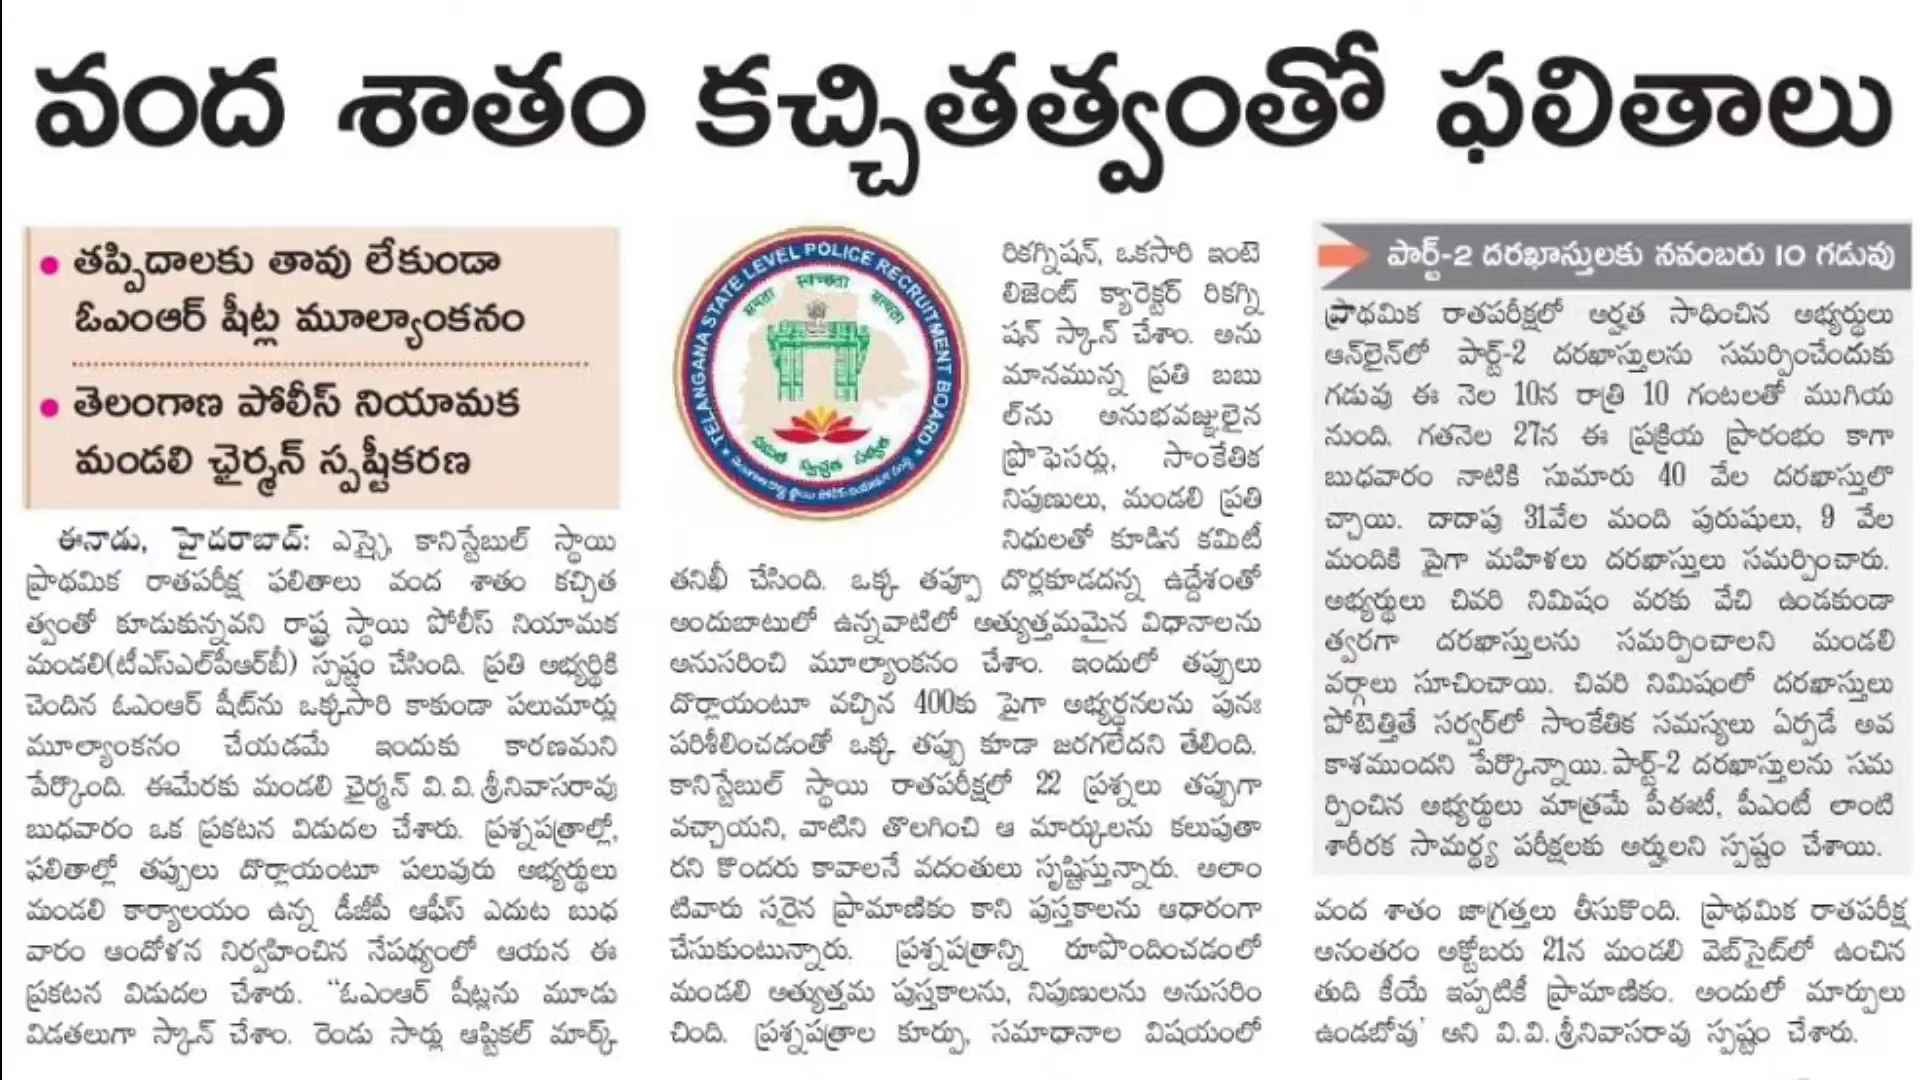 వంద శాతం కచ్చితత్వంతో ఫలితాలు
• తప్పిదాలకు తావు లేకుండా
ఓఎంఆర్ షీట్ల మూల్యాంకనం
• తెలంగాణ పోలీస్ నియామక
మండలి ఛైర్మన్ స్పష్టీకరణ
ఈనాడు, హైదరాబాద్: ఎస్సై, కానిస్టేబుల్ స్థాయి
ప్రాథమిక రాతపరీక్ష ఫలితాలు వంద శాతం కచ్చిత
త్వంతో కూడుకున్నవని రాష్ట్ర స్థాయి పోలీస్ నియామక
మండలి(టీఎస్ఎల్పీఆర్బీ) స్పష్టం చేసింది. ప్రతి అభ్యర్థికి
చెందిన ఓఎంఆర్ షీట్‌ను ఒక్కసారి కాకుండా పలుమార్లు
మూల్యాంకనం చేయడమే ఇందుకు కారణమని
పేర్కొంది. ఈమేరకు మండలి ఛైర్మన్ వి.వి.శ్రీనివాసరావు
బుధవారం ఒక ప్రకటన విడుదల చేశారు. ప్రశ్నపత్రాల్లో,
ఫలితాల్లో తప్పులు దొర్లాయంటూ పలువురు అభ్యర్థులు
మండలి కార్యాలయం ఉన్న డీజీపీ ఆఫీస్ ఎదుట బుధ
వారం ఆందోళన నిర్వహించిన నేపథ్యంలో ఆయన ఈ
ప్రకటన విడుదల చేశారు. “ఓఎంఆర్ షీట్లను మూడు
విడతలుగా స్కాన్ చేశాం. రెండు సార్లు ఆప్టికల్ మార్క్
TELANGANA STATE LEVEL POLICE RECRUITMENT BOARD
समता स्वच्छता सत्यता
సమతా స్వచ్ఛత సత్యత
రికగ్నిషన్, ఒకసారి ఇంటె
లిజెంట్ క్యారెక్టర్ రికగ్ని
షన్ స్కాన్ చేశాం. అను
మానమున్న ప్రతి బబు
ల్‌ను అనుభవజ్ఞులైన
ప్రొఫెసర్లు, సాంకేతిక
నిపుణులు, మండలి ప్రతి
నిధులతో కూడిన కమిటీ
తనిఖీ చేసింది. ఒక్క తప్పూ దొర్లకూడదన్న ఉద్దేశంతో
అందుబాటులో ఉన్నవాటిలో అత్యుత్తమమైన విధానాలను
అనుసరించి మూల్యాంకనం చేశాం. ఇందులో తప్పులు
దొర్లాయంటూ వచ్చిన 400కు పైగా అభ్యర్థనలను పునః
పరిశీలించడంతో ఒక్క తప్పు కూడా జరగలేదని తేలింది.
కానిస్టేబుల్ స్థాయి రాతపరీక్షలో 22 ప్రశ్నలు తప్పుగా
వచ్చాయని, వాటిని తొలగించి ఆ మార్కులను కలుపుతా
రని కొందరు కావాలనే వదంతులు సృష్టిస్తున్నారు. అలాం
టివారు సరైన ప్రామాణికం కాని పుస్తకాలను ఆధారంగా
చేసుకుంటున్నారు. ప్రశ్నపత్రాన్ని రూపొందించడంలో
మండలి అత్యుత్తమ పుస్తకాలను, నిపుణులను అనుసరిం
చింది. ప్రశ్నపత్రాల కూర్పు, సమాధానాల విషయంలో
పార్ట్-2 దరఖాస్తులకు నవంబరు 10 గడువు
ప్రాథమిక రాతపరీక్షలో అర్హత సాధించిన అభ్యర్థులు
ఆన్‌లైన్‌లో పార్ట్-2 దరఖాస్తులను సమర్పించేందుకు
గడువు ఈ నెల 10న రాత్రి 10 గంటలతో ముగియ
నుంది. గతనెల 27న ఈ ప్రక్రియ ప్రారంభం కాగా
బుధవారం నాటికి సుమారు 40 వేల దరఖాస్తులొ
చ్చాయి. దాదాపు 31వేల మంది పురుషులు, 9 వేల
మందికి పైగా మహిళలు దరఖాస్తులు సమర్పించారు.
అభ్యర్థులు చివరి నిమిషం వరకు వేచి ఉండకుండా
త్వరగా దరఖాస్తులను సమర్పించాలని మండలి
వర్గాలు సూచించాయి. చివరి నిమిషంలో దరఖాస్తులు
పోటెత్తితే సర్వర్‌లో సాంకేతిక సమస్యలు ఏర్పడే అవ
కాశముందని పేర్కొన్నాయి.పార్ట్-2 దరఖాస్తులను సమ
ర్పించిన అభ్యర్థులు మాత్రమే పీఈటీ, పీఎంటీ లాంటి
శారీరక సామర్థ్య పరీక్షలకు అర్హులని స్పష్టం చేశాయి.
వంద శాతం జాగ్రత్తలు తీసుకొంది. ప్రాథమిక రాతపరీక్ష
అనంతరం అక్టోబరు 21న మండలి వెబ్‌సైట్‌లో ఉంచిన
తుది కీయే ఇప్పటికీ ప్రామాణికం. అందులో మార్పులు
ఉండబోవు’ అని వి.వి.శ్రీనివాసరావు స్పష్టం చేశారు.